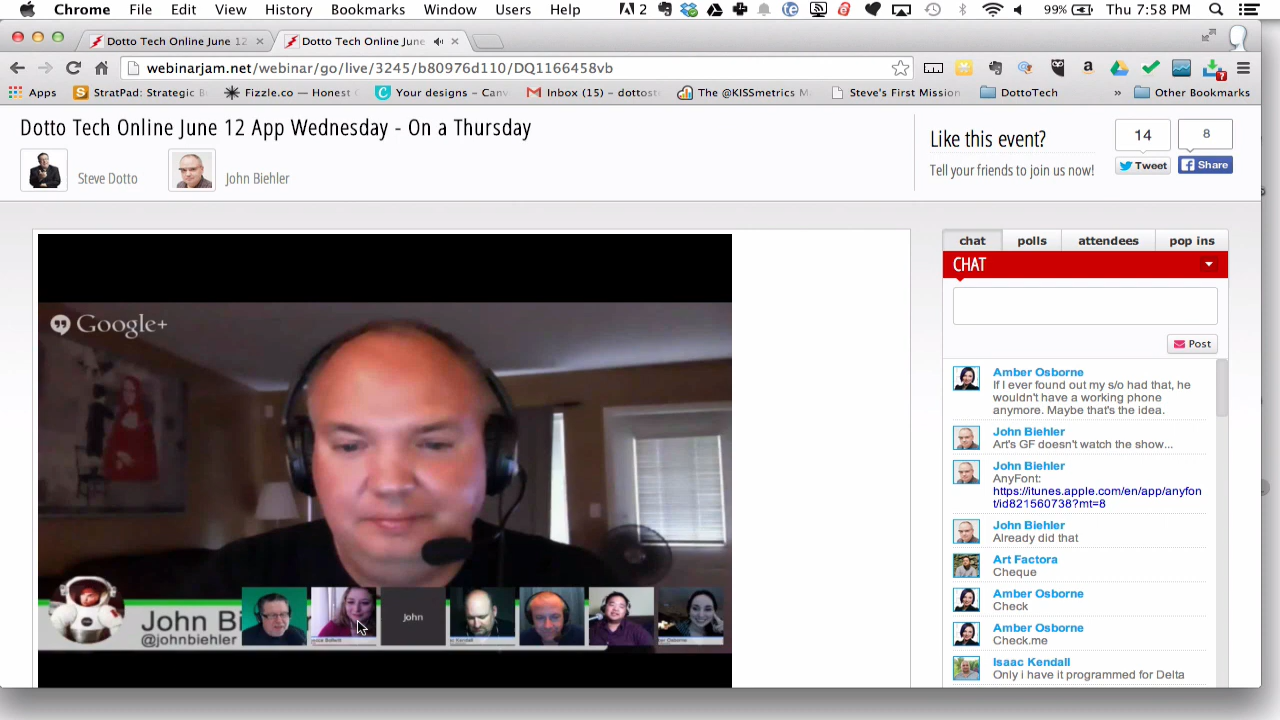 Chrome File Edit View History Bookmarks Window Users Help 2 99% Thu 7:58 PM
Dotto Tech Online June 12 Dotto Tech Online June
webinarjam.net/webinar/go/live/3245/b80976d110/DQ1166458vb
Apps StratPad: Strategic B Fizzle.co — Honest Your designs - Canv Inbox (15) - dottost The @KISSmetrics M Steve's First Mission DottoTech » Other Bookmarks
Dotto Tech Online June 12 App Wednesday - On a Thursday
Steve Dotto John Biehler
Like this event?
Tell your friends to join us now!
14 8
Tweet Share
chat polls attendees pop ins
CHAT
Post
Google+
John Bi
@johnbiehler
John
Amber Osborne
If I ever found out my s/o had that, he
wouldn't have a working phone
anymore. Maybe that's the idea.
John Biehler
Art's GF doesn't watch the show...
John Biehler
AnyFont:
https://itunes.apple.com/en/app/anyfon
t/id821560738?mt=8
John Biehler
Already did that
Art Factora
Cheque
Amber Osborne
Check
Amber Osborne
Check.me
Isaac Kendall
Only i have it programmed for Delta